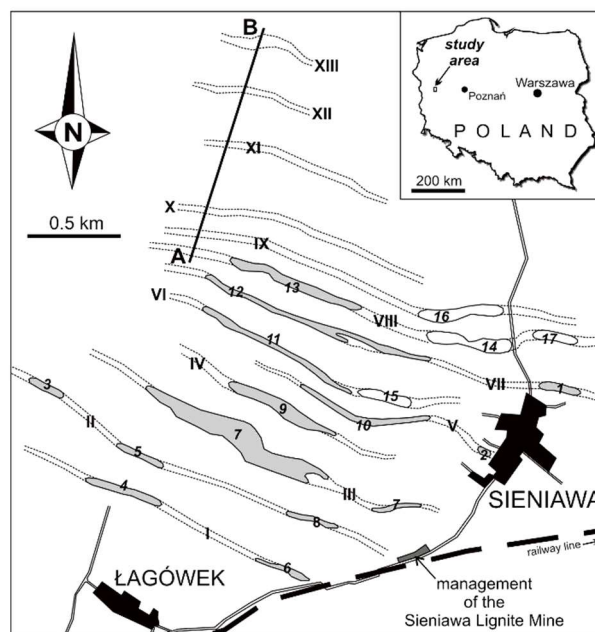 B
XIII
XII
XI
X
A
IX
N
0.5 km
study
area
Warszawa
Poznań
POLAND
200 km
13
16
12
VI
VIII
14
17
11
VII
1
IV
15
3
9
10
V
II
7
2
5
SIENIAWA
4
III
7
8
I
railway line
6
ŁAGÓWEK
management
of the
Sieniawa Lignite Mine